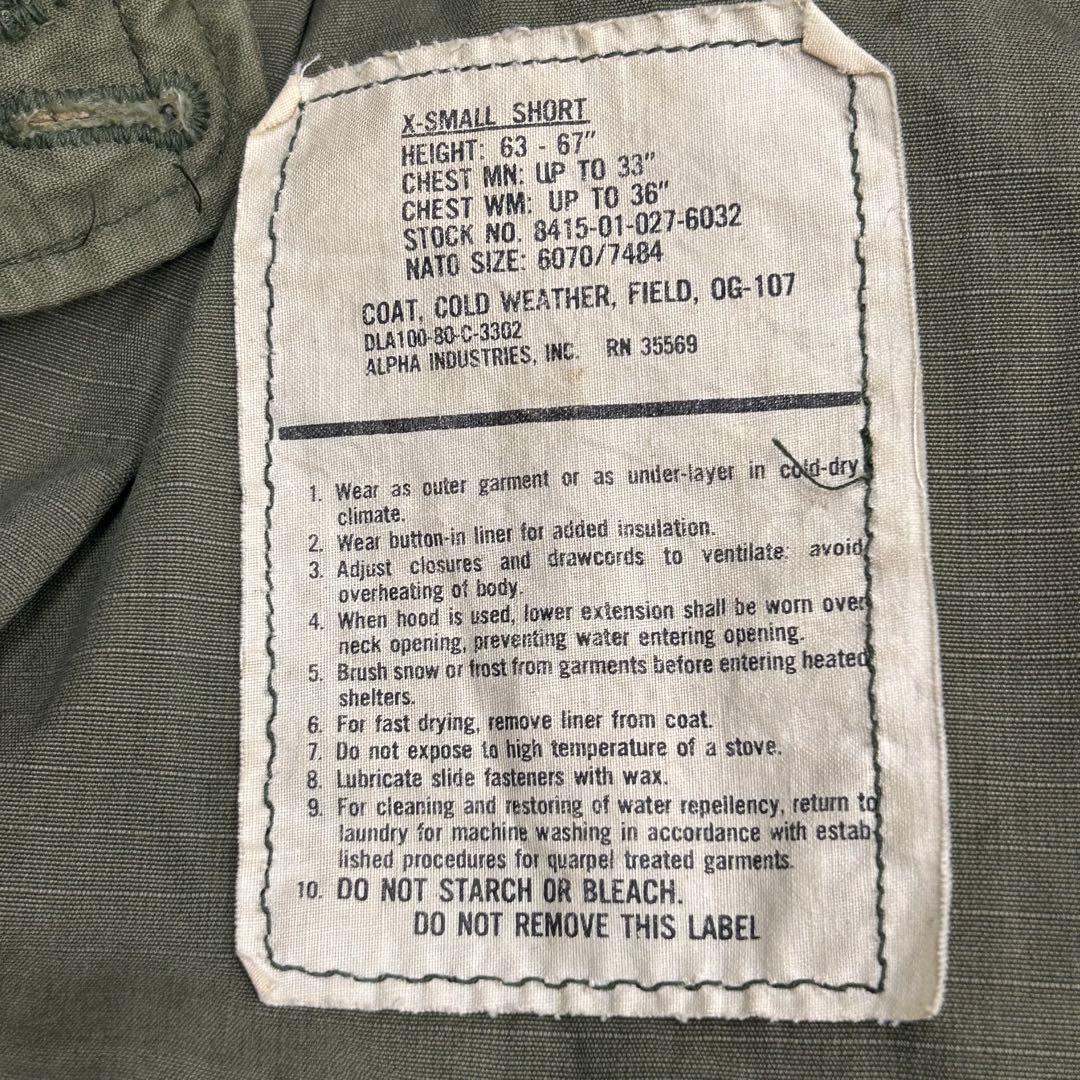 X-SMALL SHORT
HEIGHT: 63 - 67"
CHEST MN: UP TO 33"
CHEST WM: UP TO 36"
STOCK NO. 8415-01-027-6032
NATO SIZE: 6070/7484
COAT, COLD WEATHER, FIELD, OG-107
DLA100-80-C-3302
ALPHA INDUSTRIES, INC. RN 35569
1. Wear as outer garment or as under-layer in cold-dry
climate.
2. Wear button-in liner for added insulation.
3. Adjust closures and drawcords to ventilate: avoid
overheating of body.
4. When hood is used, lower extension shall be worn over
neck opening, preventing water entering opening.
5. Brush snow or frost from garments before entering heated
shelters.
6. For fast drying, remove liner from coat.
7. Do not expose to high temperature of a stove.
8. Lubricate slide fasteners with wax.
9. For cleaning and restoring of water repellency, return to
laundry for machine washing in accordance with estab
lished procedures for quarpel treated garments.
10. DO NOT STARCH OR BLEACH.
DO NOT REMOVE THIS LABEL